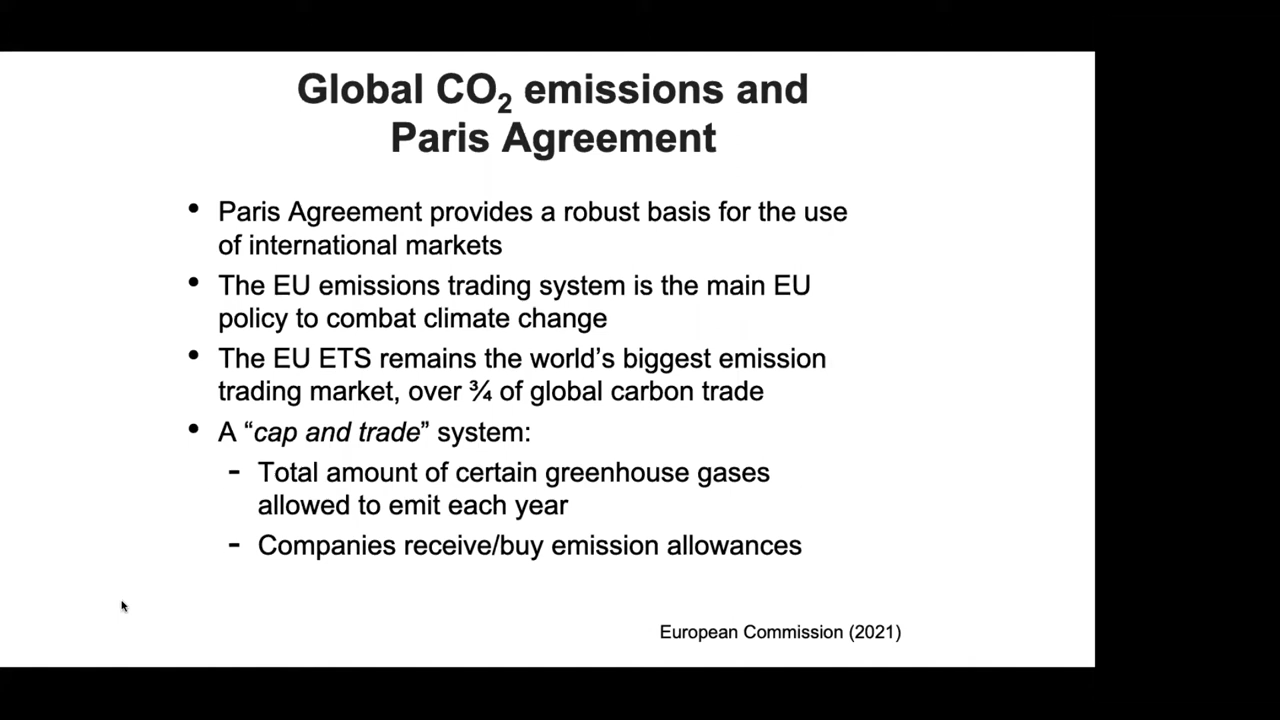 Global CO₂ emissions and
Paris Agreement
• Paris Agreement provides a robust basis for the use
of international markets
• The EU emissions trading system is the main EU
policy to combat climate change
• The EU ETS remains the world’s biggest emission
trading market, over ¾ of global carbon trade
• A “cap and trade” system:
- Total amount of certain greenhouse gases
allowed to emit each year
- Companies receive/buy emission allowances
European Commission (2021)